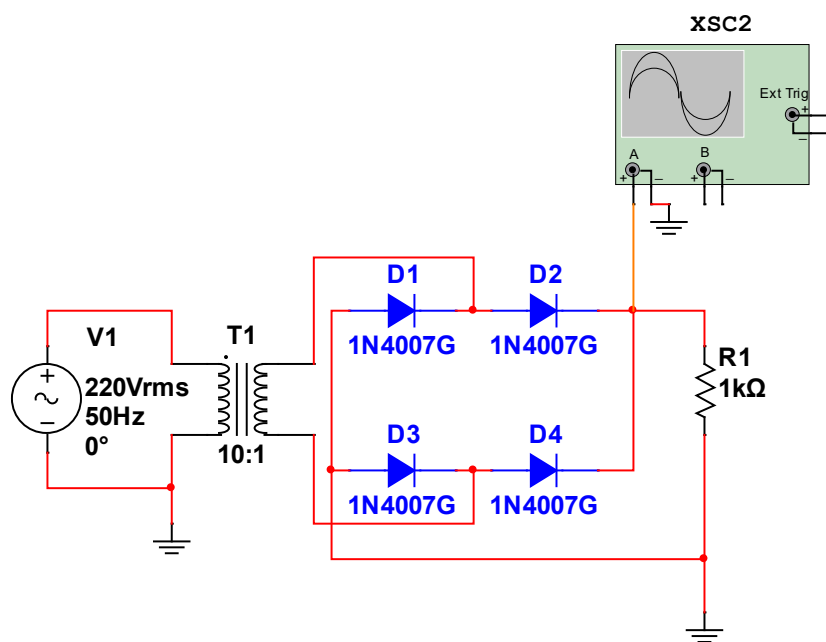 XSC2
Ext Trig
+
−
A
B
+
−
+
−
D1
D2
1N4007G
1N4007G
V1
T1
+
−
220Vrms
50Hz
0°
10:1
R1
1kΩ
D3
D4
1N4007G
1N4007G